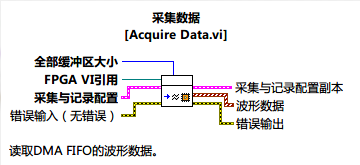 采集数据
[Acquire Data.vi]
全部缓冲区大小
FPGA VI引用
采集与记录配置
采集与记录配置副本
波形数据
错误输入（无错误）
错误输出
读取DMA FIFO的波形数据。